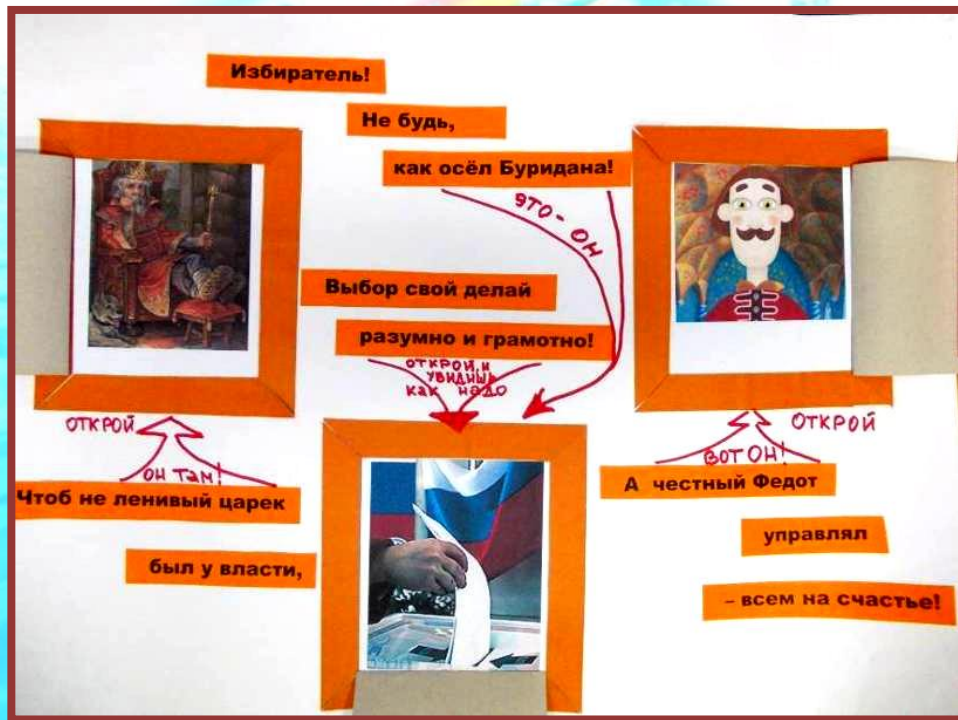 Избиратель!
Не будь,
как осёл Буридана!
ЭТО - ОН
Выбор свой делай
разумно и грамотно!
ОТКРОЙ, И
УВИДИШЬ
КАК НАДО
ОТКРОЙ
ОН ТАМ!
Чтоб не ленивый царек
был у власти,
ОТКРОЙ
ВОТ ОН!
А честный Федот
управлял
– всем на счастье!